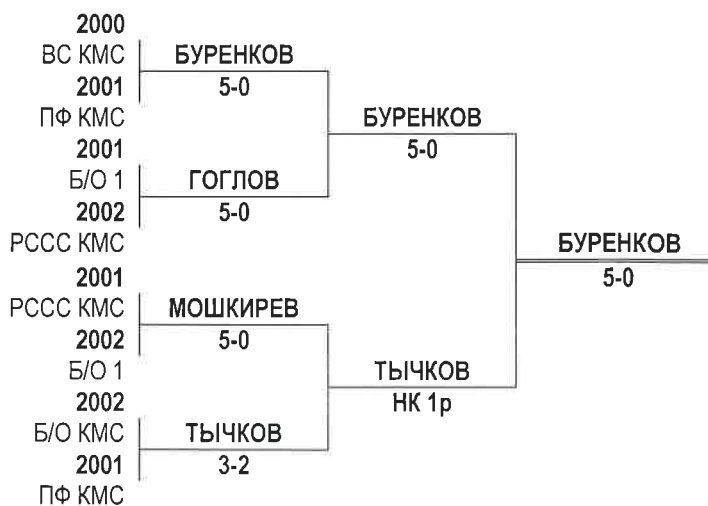 2000
ВС КМС
2001
ПФ КМС
2001
Б/О 1
2002
РССС КМС
2001
РССС КМС
2002
Б/О 1
2002
Б/О КМС
2001
ПФ КМС
БУРЕНКОВ
5-0
ГОГЛОВ
5-0
МОШКИРЕВ
5-0
ТЫЧКОВ
3-2
БУРЕНКОВ
5-0
ТЫЧКОВ
НК 1р
БУРЕНКОВ
5-0